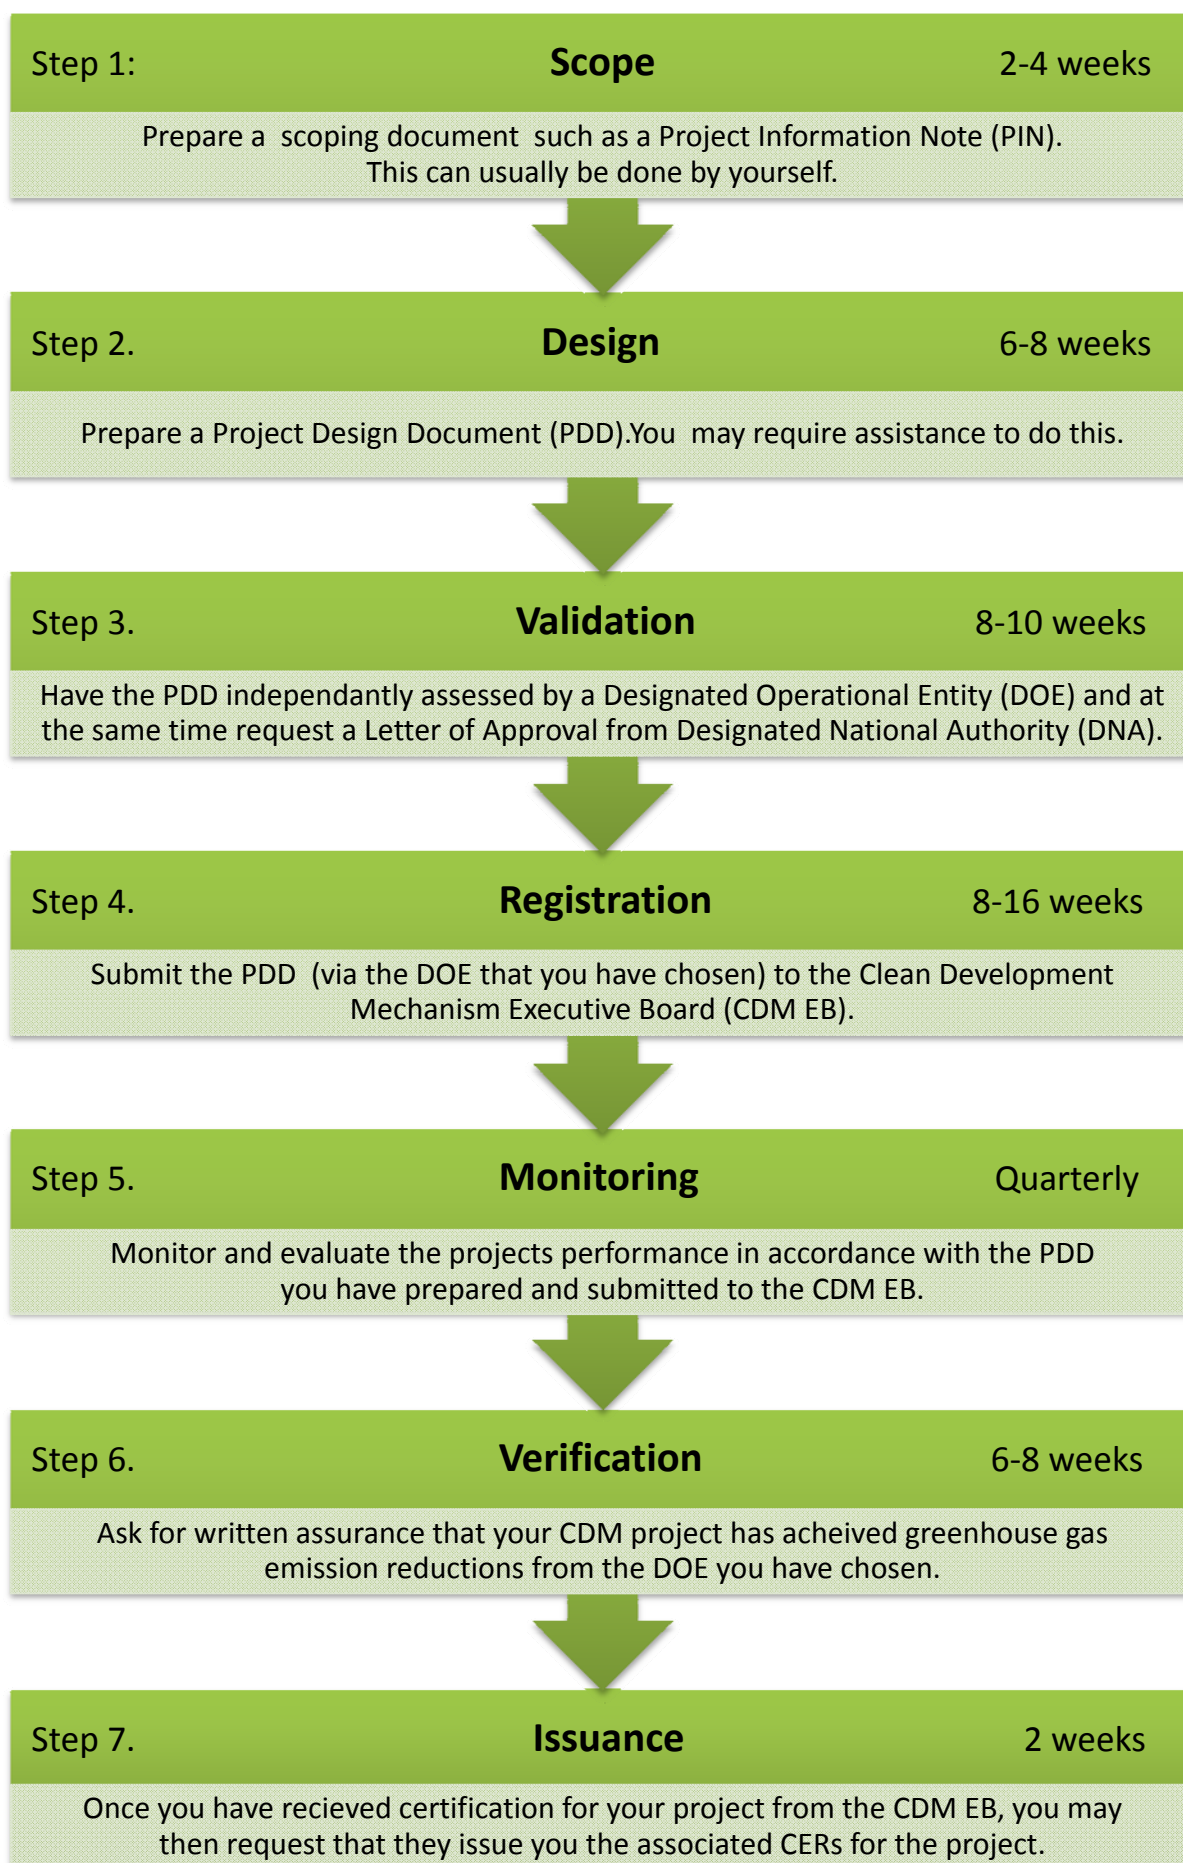 Step 1: Scope 2-4 weeks
Prepare a scoping document such as a Project Information Note (PIN).
This can usually be done by yourself.
Step 2. Design 6-8 weeks
Prepare a Project Design Document (PDD).You may require assistance to do this.
Step 3. Validation 8-10 weeks
Have the PDD independantly assessed by a Designated Operational Entity (DOE) and at
the same time request a Letter of Approval from Designated National Authority (DNA).
Step 4. Registration 8-16 weeks
Submit the PDD (via the DOE that you have chosen) to the Clean Development
Mechanism Executive Board (CDM EB).
Step 5. Monitoring Quarterly
Monitor and evaluate the projects performance in accordance with the PDD
you have prepared and submitted to the CDM EB.
Step 6. Verification 6-8 weeks
Ask for written assurance that your CDM project has acheived greenhouse gas
emission reductions from the DOE you have chosen.
Step 7. Issuance 2 weeks
Once you have recieved certification for your project from the CDM EB, you may
then request that they issue you the associated CERs for the project.